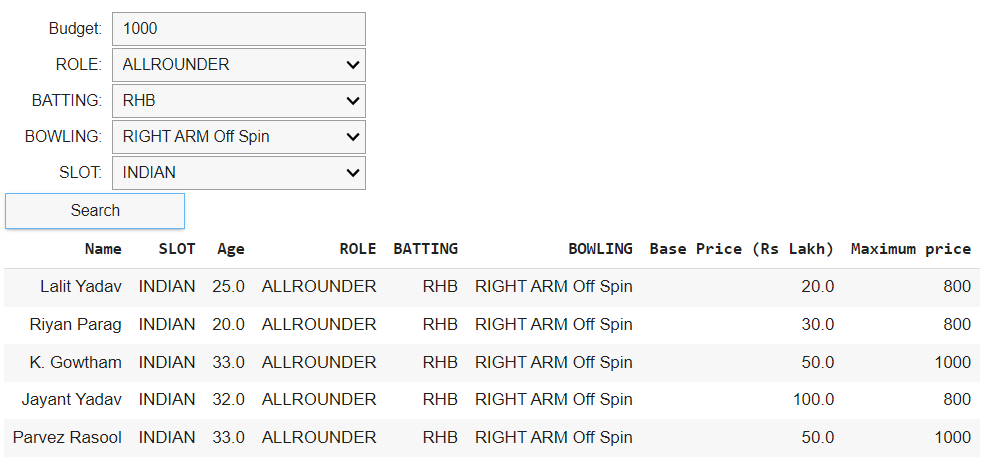 Budget: 1000
ROLE: ALLROUNDER
BATTING: RHB
BOWLING: RIGHT ARM Off Spin
SLOT: INDIAN
Search
Name SLOT Age ROLE BATTING BOWLING Base Price (Rs Lakh) Maximum price
Lalit Yadav INDIAN 25.0 ALLROUNDER RHB RIGHT ARM Off Spin 20.0 800
Riyan Parag INDIAN 20.0 ALLROUNDER RHB RIGHT ARM Off Spin 30.0 800
K. Gowtham INDIAN 33.0 ALLROUNDER RHB RIGHT ARM Off Spin 50.0 1000
Jayant Yadav INDIAN 32.0 ALLROUNDER RHB RIGHT ARM Off Spin 100.0 800
Parvez Rasool INDIAN 33.0 ALLROUNDER RHB RIGHT ARM Off Spin 50.0 1000